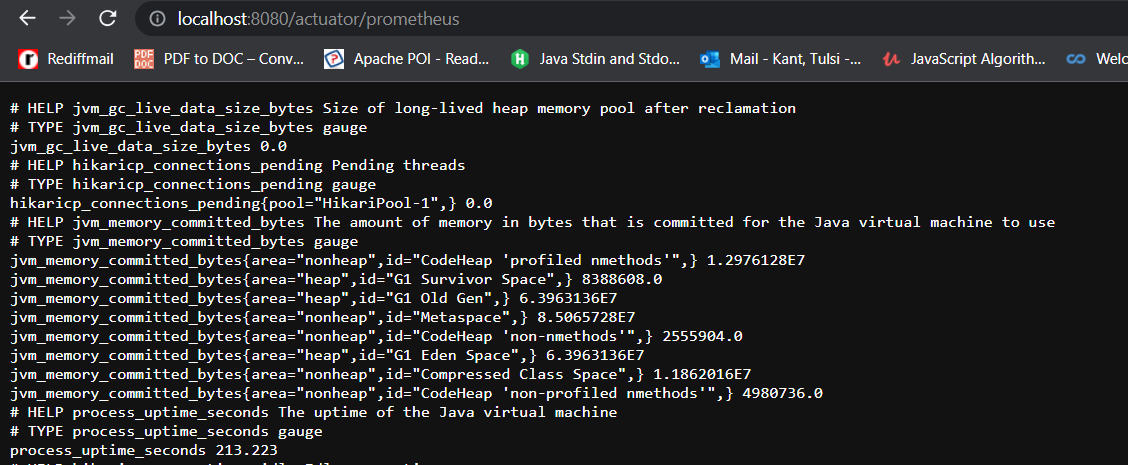 localhost:8080/actuator/prometheus
Rediffmail
PDF to DOC – Conv...
Apache POI - Read...
Java Stdin and Stdo...
Mail - Kant, Tulsi -...
JavaScript Algorith...
Welc
# HELP jvm_gc_live_data_size_bytes Size of long-lived heap memory pool after reclamation
# TYPE jvm_gc_live_data_size_bytes gauge
jvm_gc_live_data_size_bytes 0.0
# HELP hikaricp_connections_pending Pending threads
# TYPE hikaricp_connections_pending gauge
hikaricp_connections_pending{pool="HikariPool-1",} 0.0
# HELP jvm_memory_committed_bytes The amount of memory in bytes that is committed for the Java virtual machine to use
# TYPE jvm_memory_committed_bytes gauge
jvm_memory_committed_bytes{area="nonheap",id="CodeHeap 'profiled nmethods'",} 1.2976128E7
jvm_memory_committed_bytes{area="heap",id="G1 Survivor Space",} 8388608.0
jvm_memory_committed_bytes{area="heap",id="G1 Old Gen",} 6.3963136E7
jvm_memory_committed_bytes{area="nonheap",id="Metaspace",} 8.5065728E7
jvm_memory_committed_bytes{area="nonheap",id="CodeHeap 'non-nmethods'",} 2555904.0
jvm_memory_committed_bytes{area="heap",id="G1 Eden Space",} 6.3963136E7
jvm_memory_committed_bytes{area="nonheap",id="Compressed Class Space",} 1.1862016E7
jvm_memory_committed_bytes{area="nonheap",id="CodeHeap 'non-profiled nmethods'",} 4980736.0
# HELP process_uptime_seconds The uptime of the Java virtual machine
# TYPE process_uptime_seconds gauge
process_uptime_seconds 213.223